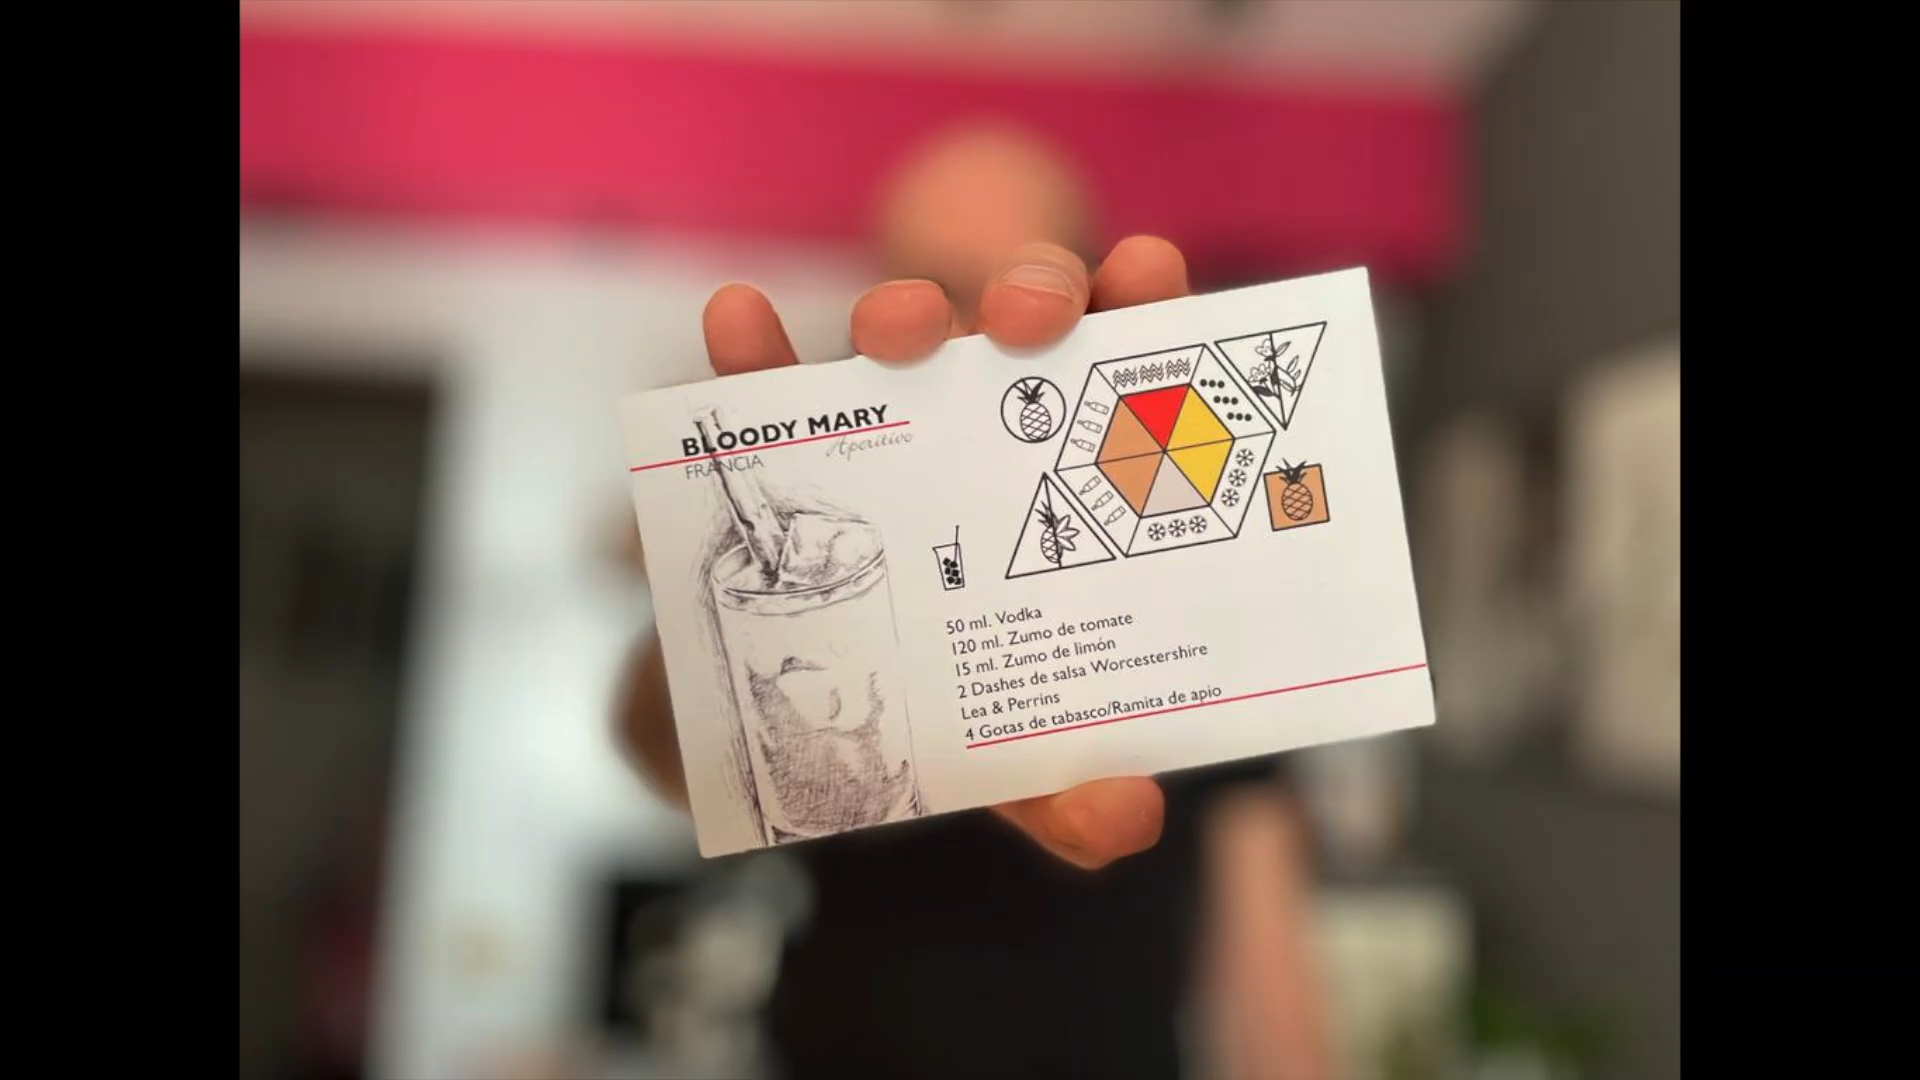 BLOODY MARY
Aperitivo
FRANCIA
50 ml. Vodka
120 ml. Zumo de tomate
15 ml. Zumo de limón
2 Dashes de salsa Worcestershire
Lea & Perrins
4 Gotas de tabasco/Ramita de apio